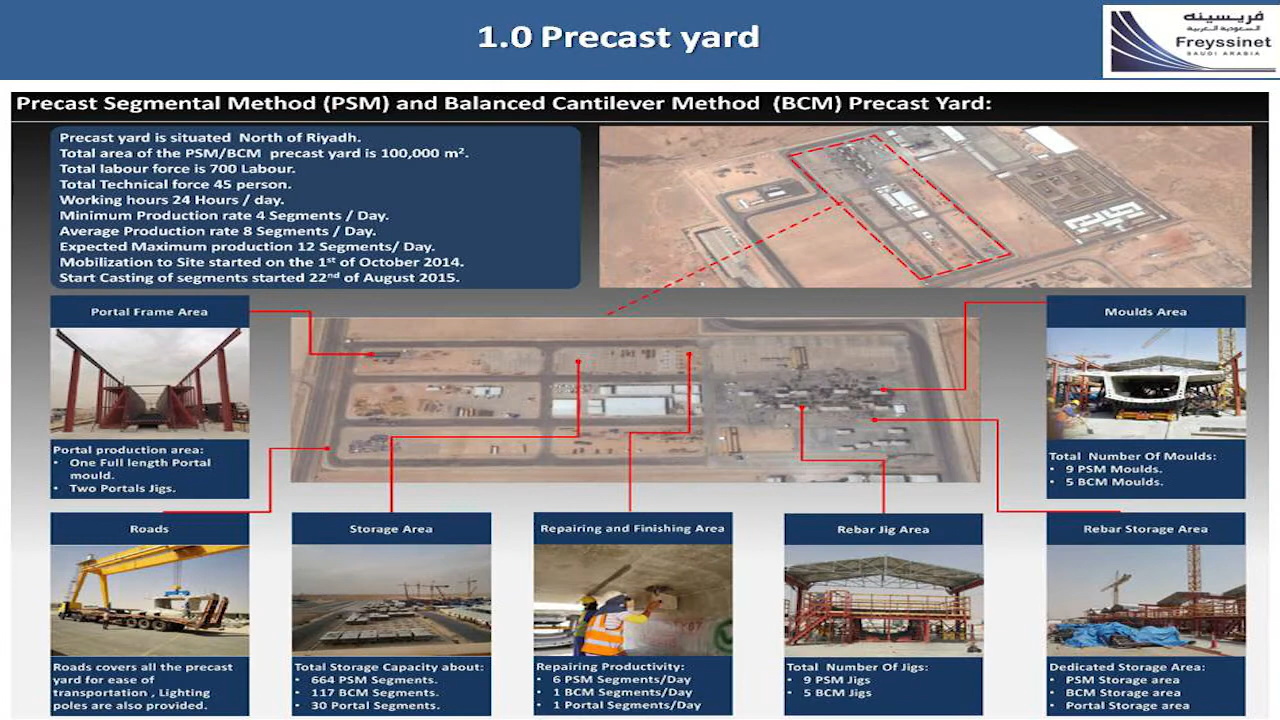 1.0 Precast yard
فريسينه
السعودية العربية
Freyssinet
SAUDI ARABIA
Precast Segmental Method (PSM) and Balanced Cantilever Method (BCM) Precast Yard:
Precast yard is situated North of Riyadh.
Total area of the PSM/BCM precast yard is 100,000 m².
Total labour force is 700 Labour.
Total Technical force 45 person.
Working hours 24 Hours / day.
Minimum Production rate 4 Segments / Day.
Average Production rate 8 Segments / Day.
Expected Maximum production 12 Segments/ Day.
Mobilization to Site started on the 1st of October 2014.
Start Casting of segments started 22nd of August 2015.
Portal Frame Area
Portal production area:
• One Full length Portal
mould.
• Two Portals Jigs.
Moulds Area
Total Number Of Moulds:
• 9 PSM Moulds.
• 5 BCM Moulds.
Roads
Roads covers all the precast
yard for ease of
transportation , Lighting
poles are also provided.
Storage Area
Total Storage Capacity about:
• 664 PSM Segments.
• 117 BCM Segments.
• 30 Portal Segments.
Repairing and Finishing Area
Repairing Productivity:
• 6 PSM Segments/Day
• 1 BCM Segments/Day
• 1 Portal Segments/Day
Rebar Jig Area
Total Number Of Jigs:
• 9 PSM Jigs
• 5 BCM Jigs
Rebar Storage Area
Dedicated Storage Area:
• PSM Storage area
• BCM Storage area
• Portal Storage area